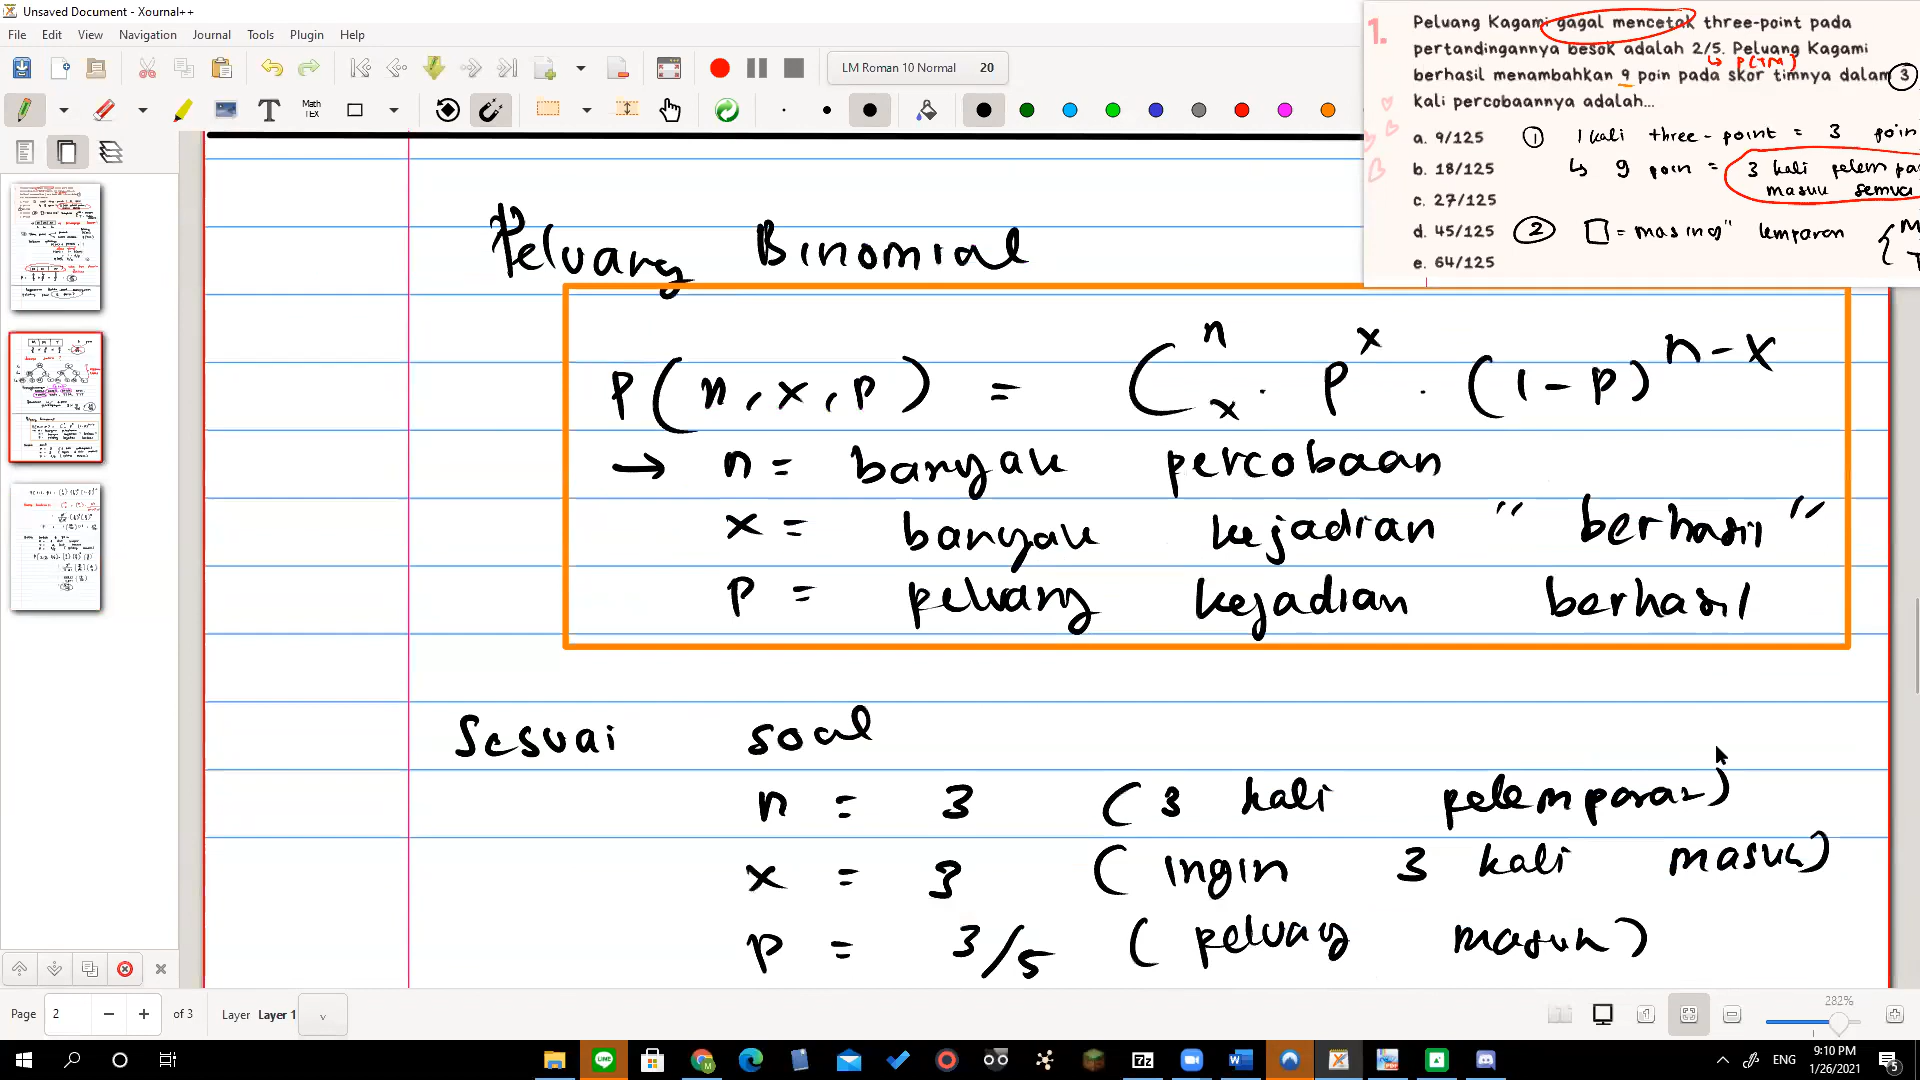 Unsaved Document - Xournal++
File Edit View Navigation Journal Tools Plugin Help
LM Roman 10 Normal 20
Math
TEX
1. Peluang Kagami gagal mencetak three-point pada
pertandingannya besok adalah 2/5. Peluang Kagami
↳ P(TM)
berhasil menambahkan 9 poin pada skor timnya dalam 3
kali percobaannya adalah...
a. 9/125
b. 18/125
c. 27/125
d. 45/125
e. 64/125
① 1 kali three-point = 3 poin
↳ 9 poin = 3 kali
masuk semua
② □ = masing" lemparan { M
Peluang Binomial
P(n, x, p) = C^n_x . p^x . (1-p)^{n-x}
→ n = banyak percobaan
x = banyak kejadian "berhasil"
p = peluang kejadian berhasil
Sesuai soal
n = 3 (3 kali pelemparan)
x = 3 (ingin 3 kali masuk)
p = 3/5 (peluang masuk)
Page 2 of 3 Layer Layer 1
282%
ENG
9:10 PM
1/26/2021
5